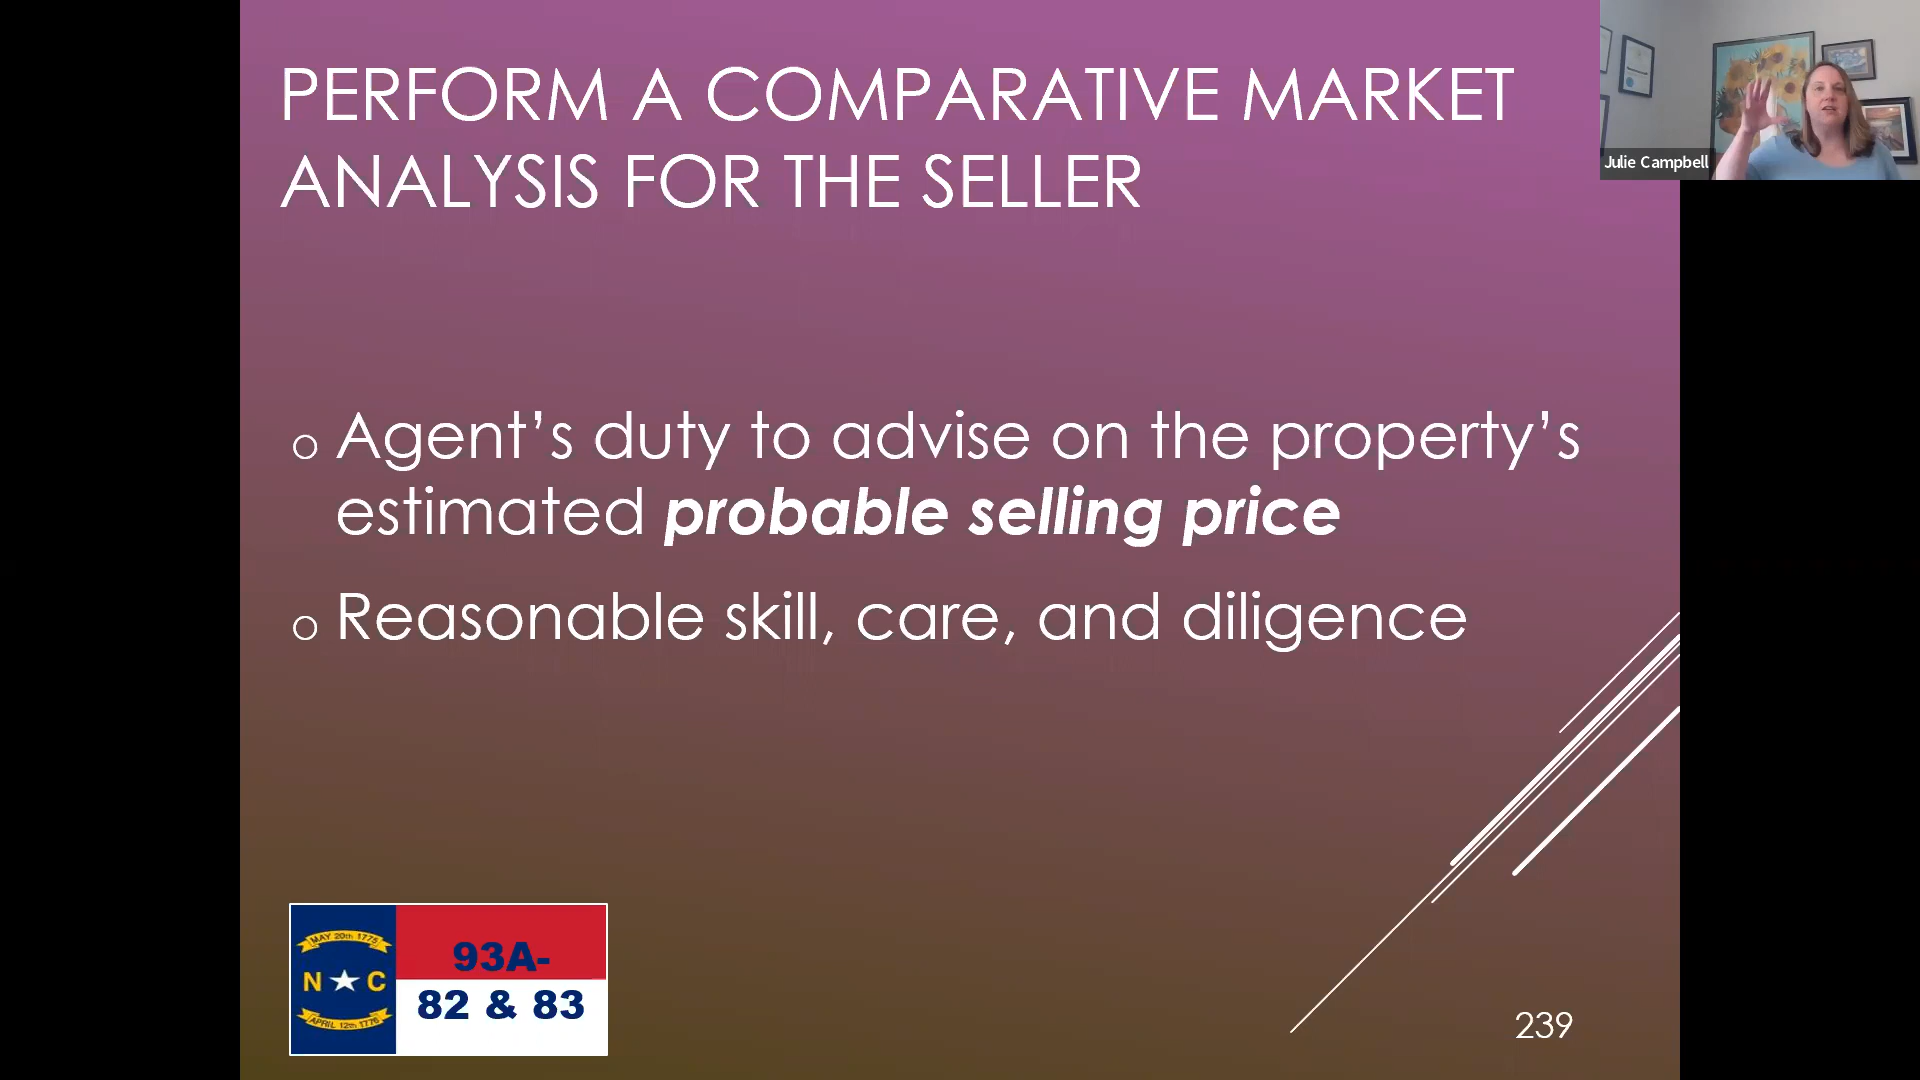 PERFORM A COMPARATIVE MARKET
ANALYSIS FOR THE SELLER
Julie Campbell
o Agent’s duty to advise on the property’s
estimated probable selling price
o Reasonable skill, care, and diligence
MAY 20th 1775
N C
APRIL 12th 1776
93A-
82 & 83
239